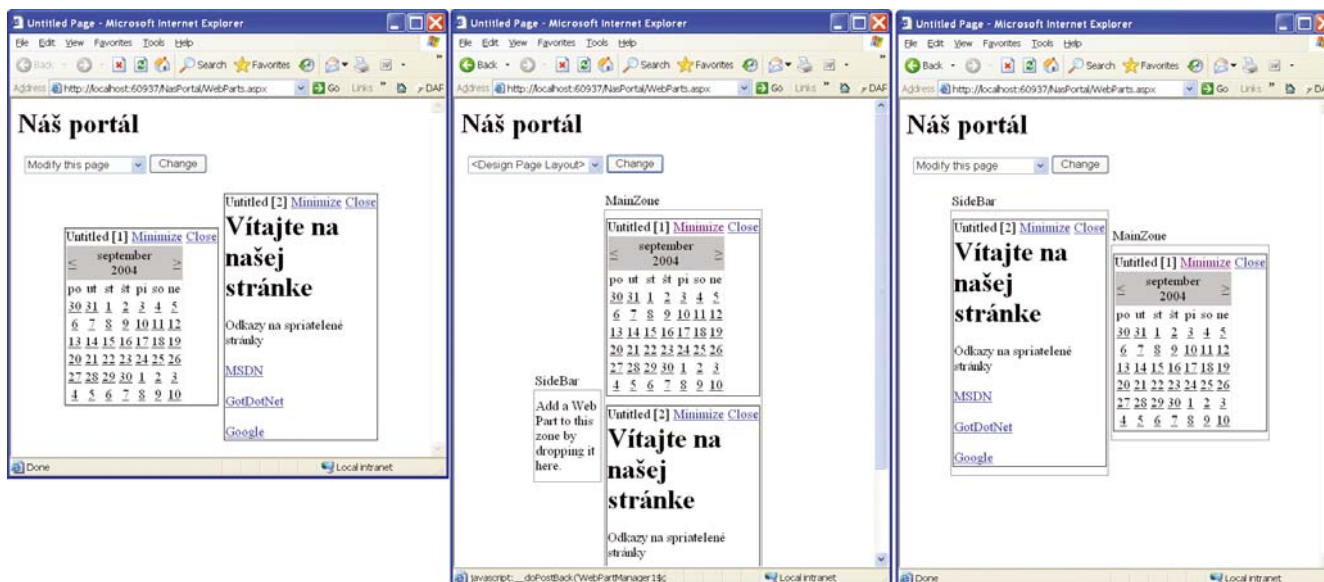 Untitled Page - Microsoft Internet Explorer
File Edit View Favorites Tools Help
Back Search Favorites
Address http://localhost:60937/NasPortal/WebParts.aspx Go Links » DAF
Náš portál
Modify this page Change
Untitled [1] Minimize Close
< september 2004 >
po ut st št pi so ne
30 31 1 2 3 4 5
6 7 8 9 10 11 12
13 14 15 16 17 18 19
20 21 22 23 24 25 26
27 28 29 30 1 2 3
4 5 6 7 8 9 10
Untitled [2] Minimize Close
Vítajte na
našej
stránke
Odkazy na spriatelené
stránky
MSDN
GotDotNet
Google
Done Local intranet
Untitled Page - Microsoft Internet Explorer
File Edit View Favorites Tools Help
Back Search Favorites
Address http://localhost:60937/NasPortal/WebParts.aspx Go Links » DAF
Náš portál
<Design Page Layout> Change
SideBar
Add a Web
Part to this
zone by
dropping it
here.
MainZone
Untitled [1] Minimize Close
< september 2004 >
po ut st št pi so ne
30 31 1 2 3 4 5
6 7 8 9 10 11 12
13 14 15 16 17 18 19
20 21 22 23 24 25 26
27 28 29 30 1 2 3
4 5 6 7 8 9 10
Untitled [2] Minimize Close
Vítajte na
našej
stránke
Odkazy na spriatelené
stránky
javascript:__doPostBack('WebPartManager1$c Local intranet
Untitled Page - Microsoft Internet Explorer
File Edit View Favorites Tools Help
Back Search Favorites
Address http://localhost:60937/NasPortal/WebParts.aspx Go Links » DAF
Náš portál
Modify this page Change
SideBar
Untitled [2] Minimize Close
Vítajte na
našej
stránke
Odkazy na spriatelené
stránky
MSDN
GotDotNet
Google
MainZone
Untitled [1] Minimize Close
< september 2004 >
po ut st št pi so ne
30 31 1 2 3 4 5
6 7 8 9 10 11 12
13 14 15 16 17 18 19
20 21 22 23 24 25 26
27 28 29 30 1 2 3
4 5 6 7 8 9 10
Done Local intranet